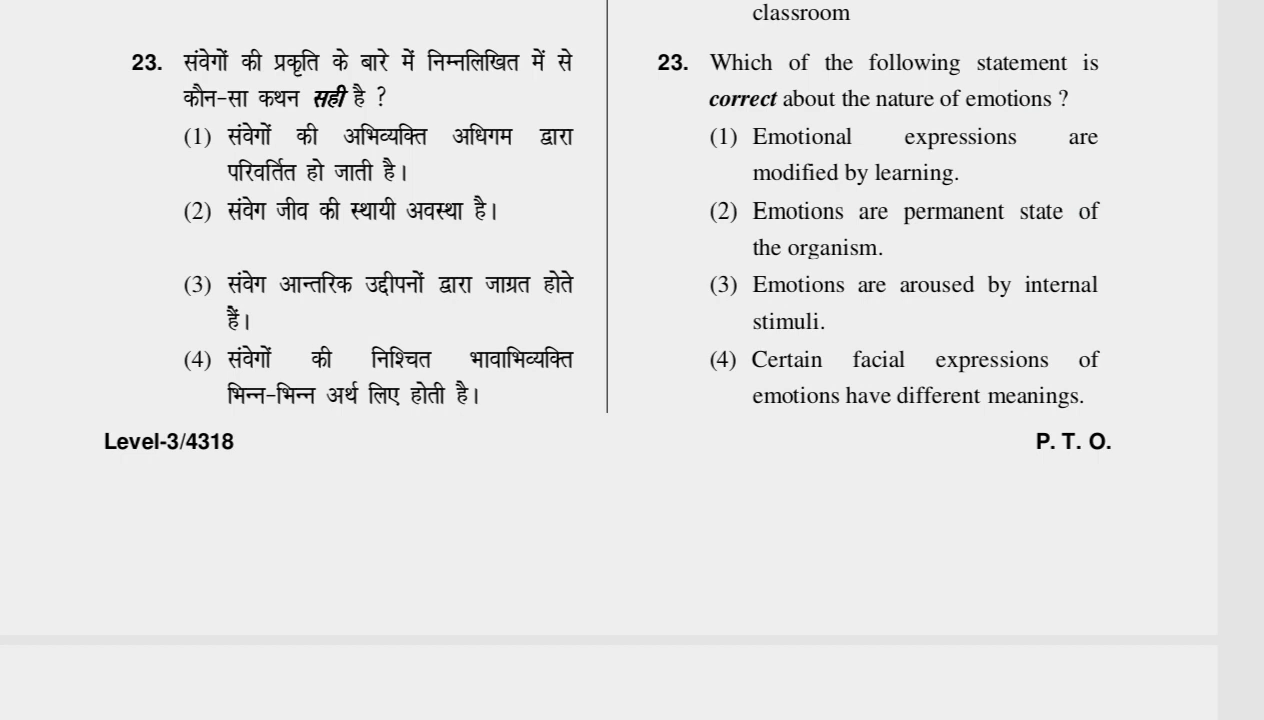 classroom
23. संवेगों की प्रकृति के बारे में निम्नलिखित में से
कौन-सा कथन सही है ?
(1) संवेगों की अभिव्यक्ति अधिगम द्वारा
परिवर्तित हो जाती है।
(2) संवेग जीव की स्थायी अवस्था है।
(3) संवेग आन्तरिक उद्दीपनों द्वारा जाग्रत होते
हैं।
(4) संवेगों की निश्चित भावाभिव्यक्ति
भिन्न-भिन्न अर्थ लिए होती है।
23. Which of the following statement is
correct about the nature of emotions ?
(1) Emotional expressions are
modified by learning.
(2) Emotions are permanent state of
the organism.
(3) Emotions are aroused by internal
stimuli.
(4) Certain facial expressions of
emotions have different meanings.
Level-3/4318
P. T. O.